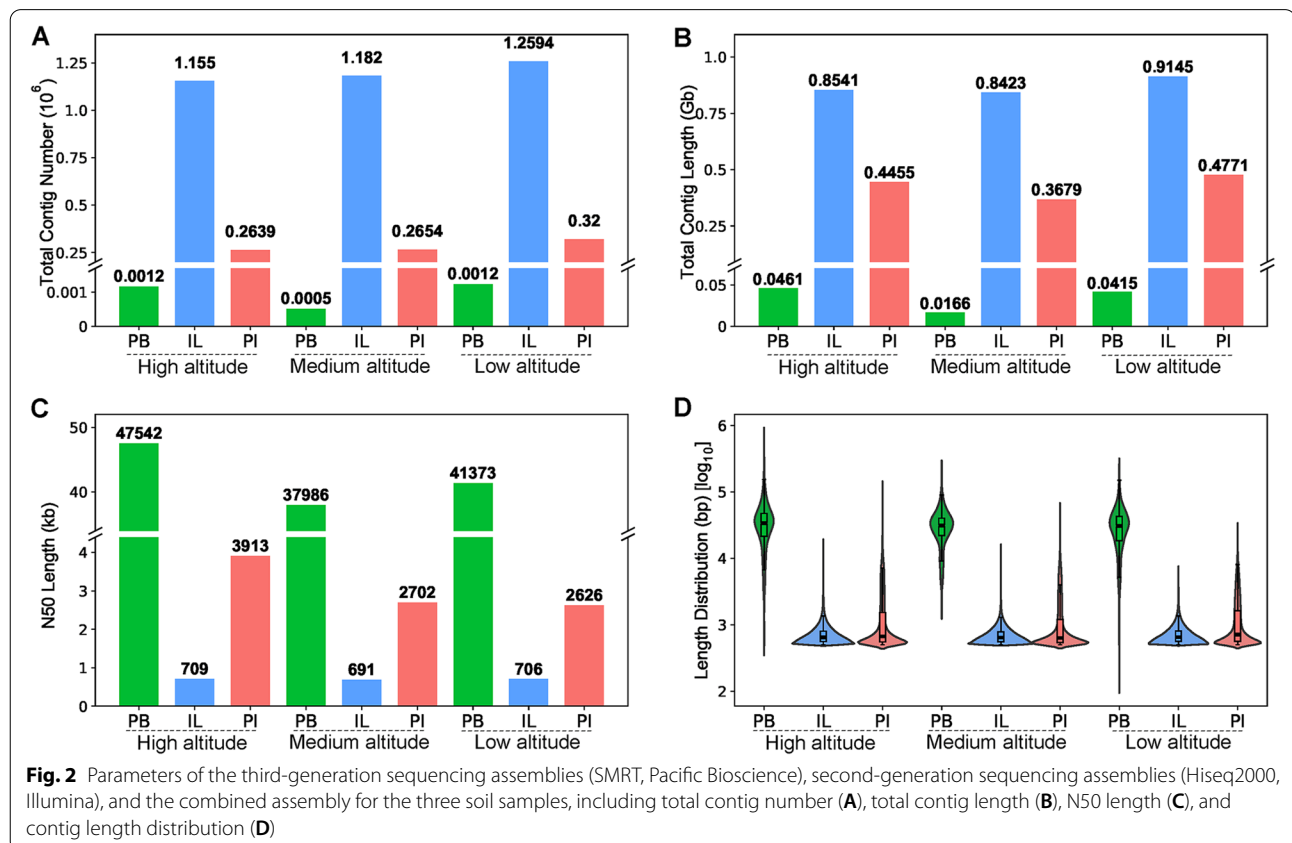 A
Total Contig Number (10⁶)
1.25
1.0
0.75
0.5
0.25
0.001
0
0.0012
1.155
0.2639
0.0005
1.182
0.2654
0.0012
1.2594
0.32
PB IL PI PB IL PI PB IL PI
High altitude Medium altitude Low altitude
B
Total Contig Length (Gb)
1.0
0.75
0.50
0.25
0.05
0
0.0461
0.8541
0.4455
0.0166
0.8423
0.3679
0.0415
0.9145
0.4771
PB IL PI PB IL PI PB IL PI
High altitude Medium altitude Low altitude
C
N50 Length (kb)
50
40
4
3
2
1
0
47542
709
3913
37986
691
2702
41373
706
2626
PB IL PI PB IL PI PB IL PI
High altitude Medium altitude Low altitude
D
Length Distribution (bp) [log₁₀]
6
5
4
3
2
PB IL PI PB IL PI PB IL PI
High altitude Medium altitude Low altitude
Fig. 2 Parameters of the third-generation sequencing assemblies (SMRT, Pacific Bioscience), second-generation sequencing assemblies (Hiseq2000,
Illumina), and the combined assembly for the three soil samples, including total contig number (A), total contig length (B), N50 length (C), and
contig length distribution (D)